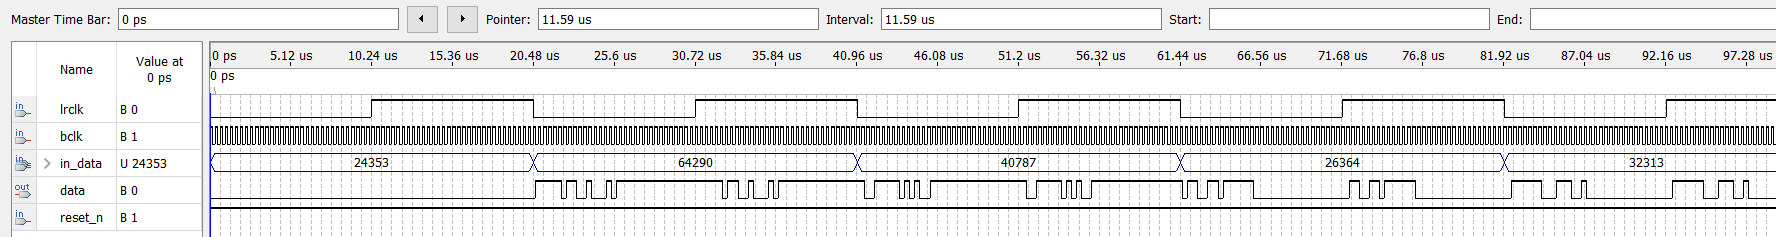 Master Time Bar: 0 ps Pointer: 11.59 us Interval: 11.59 us Start: End:
Name Value at 0 ps
0 ps 5.12 us 10.24 us 15.36 us 20.48 us 25.6 us 30.72 us 35.84 us 40.96 us 46.08 us 51.2 us 56.32 us 61.44 us 66.56 us 71.68 us 76.8 us 81.92 us 87.04 us 92.16 us 97.28 us
0 ps
in lrclk B 0
in bclk B 1
in in_data U 24353 24353 64290 40787 26364 32313
out data B 0
in reset_n B 1